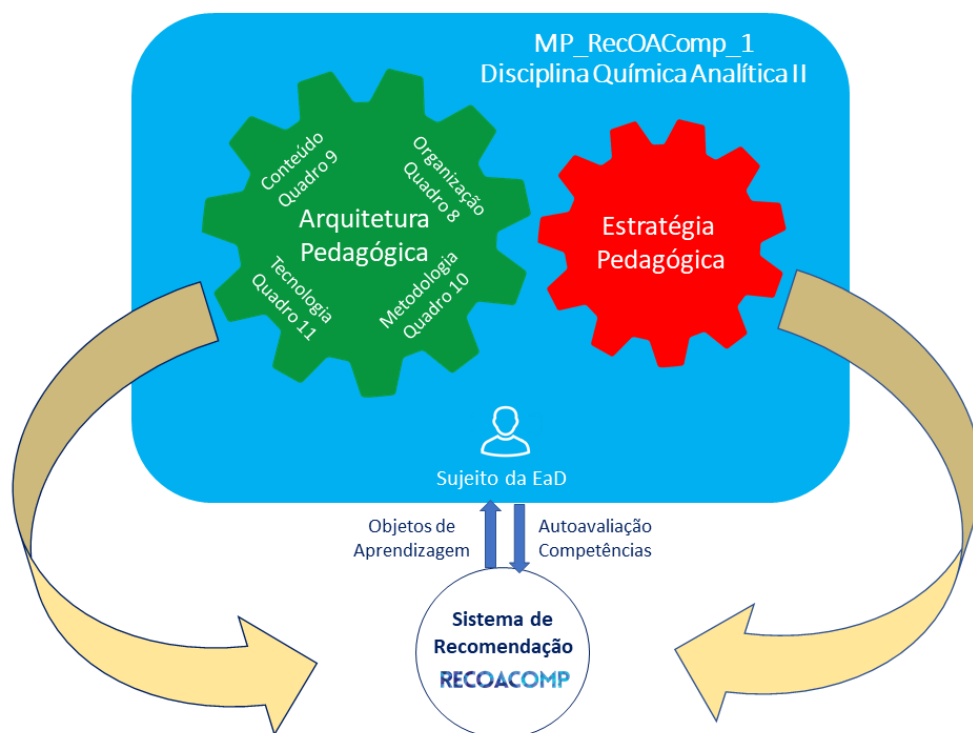 MP_RecOAComp_1
Disciplina Química Analítica II
Conteúdo
Quadro 9
Organização
Quadro 8
Arquitetura
Pedagógica
Tecnologia
Quadro 11
Metodologia
Quadro 10
Estratégia
Pedagógica
Sujeito da EaD
Objetos de
Aprendizagem
Autoavaliação
Competências
Sistema de
Recomendação
RECOACOMP